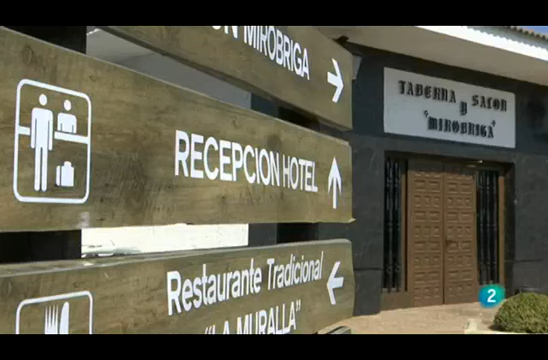 MIROBRIGA
RECEPCION HOTEL
Restaurante Tradicional
"LA MURALLA"
TABERNA
y SALON
"MIROBRIGA"
2